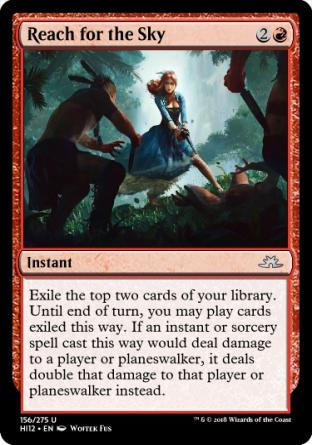 Reach for the Sky 2
Instant
Exile the top two cards of your library.
Until end of turn, you may play cards
exiled this way. If an instant or sorcery
spell cast this way would deal damage
to a player or planeswalker, it deals
double that damage to that player or
planeswalker instead.
156/275 U
HI12 • EN Wojtek Fus
™ & © 2018 Wizards of the Coast